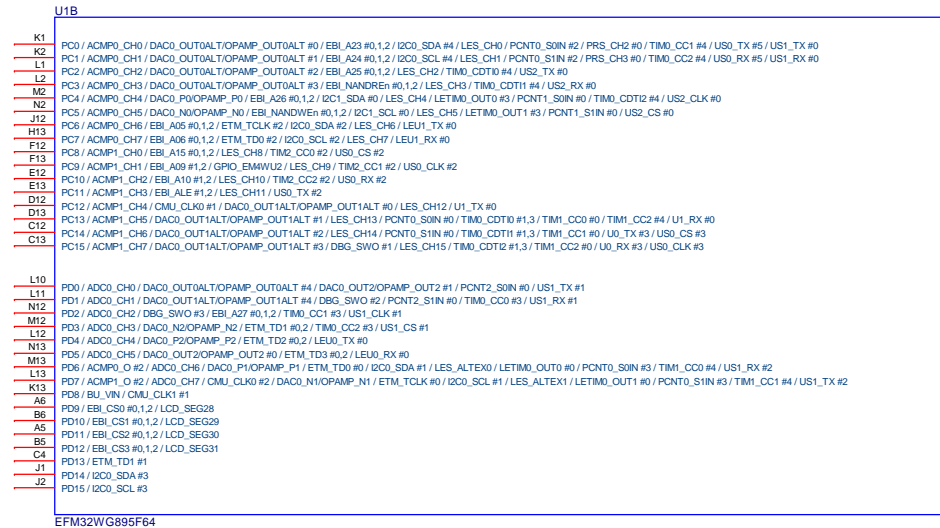 U1B
K1 PC0 / ACMP0_CH0 / DAC0_OUT0ALT/OPAMP_OUT0ALT #0 / EBI_A23 #0,1,2 / I2C0_SDA #4 / LES_CH0 / PCNT0_S0IN #2 / PRS_CH2 #0 / TIM0_CC1 #4 / US0_TX #5 / US1_TX #0
K2 PC1 / ACMP0_CH1 / DAC0_OUT0ALT/OPAMP_OUT0ALT #1 / EBI_A24 #0,1,2 / I2C0_SCL #4 / LES_CH1 / PCNT0_S1IN #2 / PRS_CH3 #0 / TIM0_CC2 #4 / US0_RX #5 / US1_RX #0
L1 PC2 / ACMP0_CH2 / DAC0_OUT0ALT/OPAMP_OUT0ALT #2 / EBI_A25 #0,1,2 / LES_CH2 / TIM0_CDTI0 #4 / US2_TX #0
L2 PC3 / ACMP0_CH3 / DAC0_OUT0ALT/OPAMP_OUT0ALT #3 / EBI_NANDREn #0,1,2 / LES_CH3 / TIM0_CDTI1 #4 / US2_RX #0
M2 PC4 / ACMP0_CH4 / DAC0_P0/OPAMP_P0 / EBI_A26 #0,1,2 / I2C1_SDA #0 / LES_CH4 / LETIM0_OUT0 #3 / PCNT1_S0IN #0 / TIM0_CDTI2 #4 / US2_CLK #0
N2 PC5 / ACMP0_CH5 / DAC0_N0/OPAMP_N0 / EBI_NANDWEn #0,1,2 / I2C1_SCL #0 / LES_CH5 / LETIM0_OUT1 #3 / PCNT1_S1IN #0 / US2_CS #0
J12 PC6 / ACMP0_CH6 / EBI_A05 #0,1,2 / ETM_TCLK #2 / I2C0_SDA #2 / LES_CH6 / LEU1_TX #0
H13 PC7 / ACMP0_CH7 / EBI_A06 #0,1,2 / ETM_TD0 #2 / I2C0_SCL #2 / LES_CH7 / LEU1_RX #0
F12 PC8 / ACMP1_CH0 / EBI_A15 #0,1,2 / LES_CH8 / TIM2_CC0 #2 / US0_CS #2
F13 PC9 / ACMP1_CH1 / EBI_A09 #1,2 / GPIO_EM4WU2 / LES_CH9 / TIM2_CC1 #2 / US0_CLK #2
E12 PC10 / ACMP1_CH2 / EBI_A10 #1,2 / LES_CH10 / TIM2_CC2 #2 / US0_RX #2
E13 PC11 / ACMP1_CH3 / EBI_ALE #1,2 / LES_CH11 / US0_TX #2
D12 PC12 / ACMP1_CH4 / CMU_CLK0 #1 / DAC0_OUT1ALT/OPAMP_OUT1ALT #0 / LES_CH12 / U1_TX #0
D13 PC13 / ACMP1_CH5 / DAC0_OUT1ALT/OPAMP_OUT1ALT #1 / LES_CH13 / PCNT0_S0IN #0 / TIM0_CDTI0 #1,3 / TIM1_CC0 #0 / TIM1_CC2 #4 / U1_RX #0
C12 PC14 / ACMP1_CH6 / DAC0_OUT1ALT/OPAMP_OUT1ALT #2 / LES_CH14 / PCNT0_S1IN #0 / TIM0_CDTI1 #1,3 / TIM1_CC1 #0 / U0_TX #3 / US0_CS #3
C13 PC15 / ACMP1_CH7 / DAC0_OUT1ALT/OPAMP_OUT1ALT #3 / DBG_SWO #1 / LES_CH15 / TIM0_CDTI2 #1,3 / TIM1_CC2 #0 / U0_RX #3 / US0_CLK #3
L10 PD0 / ADC0_CH0 / DAC0_OUT0ALT/OPAMP_OUT0ALT #4 / DAC0_OUT2/OPAMP_OUT2 #1 / PCNT2_S0IN #0 / US1_TX #1
L11 PD1 / ADC0_CH1 / DAC0_OUT1ALT/OPAMP_OUT1ALT #4 / DBG_SWO #2 / PCNT2_S1IN #0 / TIM0_CC0 #3 / US1_RX #1
N12 PD2 / ADC0_CH2 / DBG_SWO #3 / EBI_A27 #0,1,2 / TIM0_CC1 #3 / US1_CLK #1
M12 PD3 / ADC0_CH3 / DAC0_N2/OPAMP_N2 / ETM_TD1 #0,2 / TIM0_CC2 #3 / US1_CS #1
L12 PD4 / ADC0_CH4 / DAC0_P2/OPAMP_P2 / ETM_TD2 #0,2 / LEU0_TX #0
N13 PD5 / ADC0_CH5 / DAC0_OUT2/OPAMP_OUT2 #0 / ETM_TD3 #0,2 / LEU0_RX #0
M13 PD6 / ACMP0_O #2 / ADC0_CH6 / DAC0_P1/OPAMP_P1 / ETM_TD0 #0 / I2C0_SDA #1 / LES_ALTEX0 / LETIM0_OUT0 #0 / PCNT0_S0IN #3 / TIM1_CC0 #4 / US1_RX #2
L13 PD7 / ACMP1_O #2 / ADC0_CH7 / CMU_CLK0 #2 / DAC0_N1/OPAMP_N1 / ETM_TCLK #0 / I2C0_SCL #1 / LES_ALTEX1 / LETIM0_OUT1 #0 / PCNT0_S1IN #3 / TIM1_CC1 #4 / US1_TX #2
K13 PD8 / BU_VIN / CMU_CLK1 #1
A6 PD9 / EBI_CS0 #0,1,2 / LCD_SEG28
B6 PD10 / EBI_CS1 #0,1,2 / LCD_SEG29
A5 PD11 / EBI_CS2 #0,1,2 / LCD_SEG30
B5 PD12 / EBI_CS3 #0,1,2 / LCD_SEG31
C4 PD13 / ETM_TD1 #1
J1 PD14 / I2C0_SDA #3
J2 PD15 / I2C0_SCL #3
EFM32WG895F64